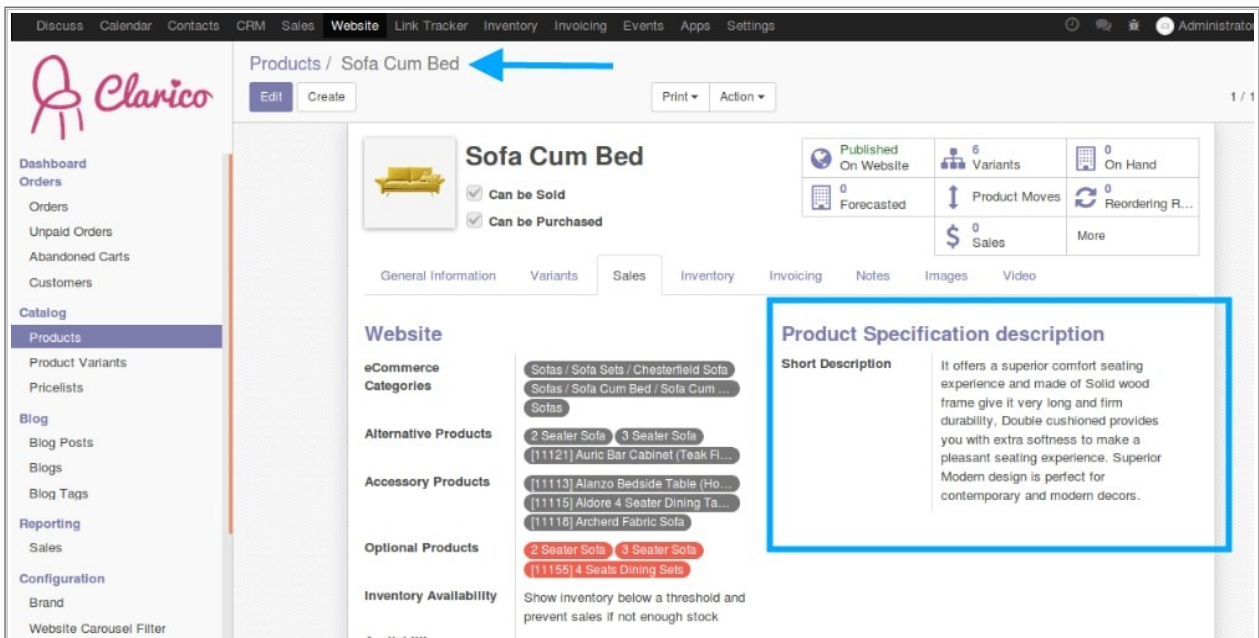 Discuss Calendar Contacts CRM Sales Website Link Tracker Inventory Invoicing Events Apps Settings Administrator
Clarico
Products / Sofa Cum Bed
Edit Create Print Action 1 / 1
Dashboard
Orders
Orders
Unpaid Orders
Abandoned Carts
Customers
Catalog
Products
Product Variants
Pricelists
Blog
Blog Posts
Blogs
Blog Tags
Reporting
Sales
Configuration
Brand
Website Carousel Filter
Sofa Cum Bed
Can be Sold
Can be Purchased
Published
On Website
6
Variants
0
On Hand
0
Forecasted
Product Moves
0
Reordering R...
0
Sales
More
General Information Variants Sales Inventory Invoicing Notes Images Video
Website
eCommerce
Categories
Sofas / Sofa Sets / Chesterfield Sofa
Sofas / Sofa Cum Bed / Sofa Cum ...
Sofas
Alternative Products
2 Seater Sofa 3 Seater Sofa
[11121] Auric Bar Cabinet (Teak Fi...
Accessory Products
[11113] Alanzo Bedside Table (Ho...
[11115] Aldore 4 Seater Dining Ta...
[11118] Archerd Fabric Sofa
Optional Products
2 Seater Sofa 3 Seater Sofa
[11155] 4 Seats Dining Sets
Inventory Availability
Show inventory below a threshold and
prevent sales if not enough stock
Product Specification description
Short Description
It offers a superior comfort seating
experience and made of Solid wood
frame give it very long and firm
durability, Double cushioned provides
you with extra softness to make a
pleasant seating experience. Superior
Modern design is perfect for
contemporary and modern decors.